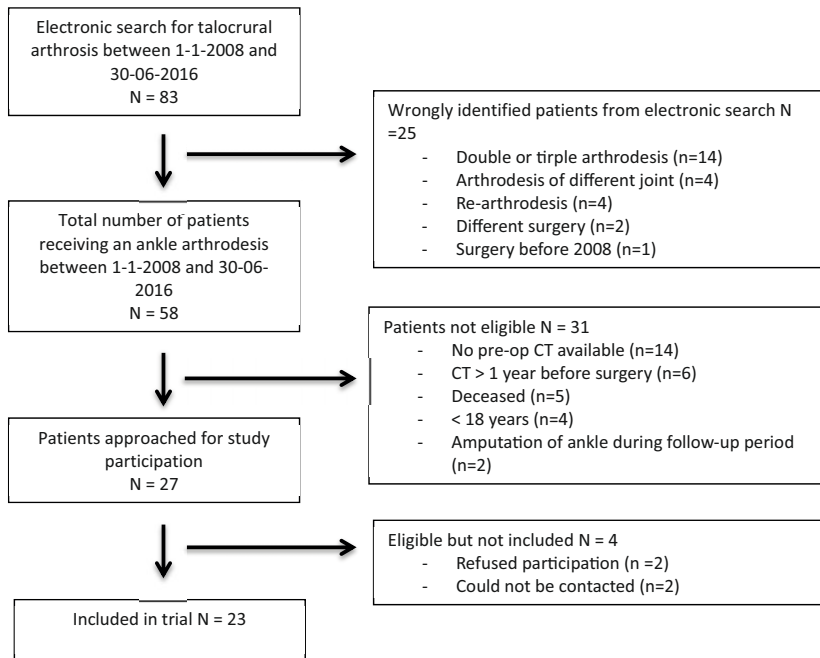 Electronic search for talocrural
arthrosis between 1-1-2008 and
30-06-2016
N = 83
Wrongly identified patients from electronic search N
=25
- Double or tirple arthrodesis (n=14)
- Arthrodesis of different joint (n=4)
- Re-arthrodesis (n=4)
- Different surgery (n=2)
- Surgery before 2008 (n=1)
Total number of patients
receiving an ankle arthrodesis
between 1-1-2008 and 30-06-
2016
N = 58
Patients not eligible N = 31
- No pre-op CT available (n=14)
- CT > 1 year before surgery (n=6)
- Deceased (n=5)
- < 18 years (n=4)
- Amputation of ankle during follow-up period
(n=2)
Patients approached for study
participation
N = 27
Eligible but not included N = 4
- Refused participation (n =2)
- Could not be contacted (n=2)
Included in trial N = 23